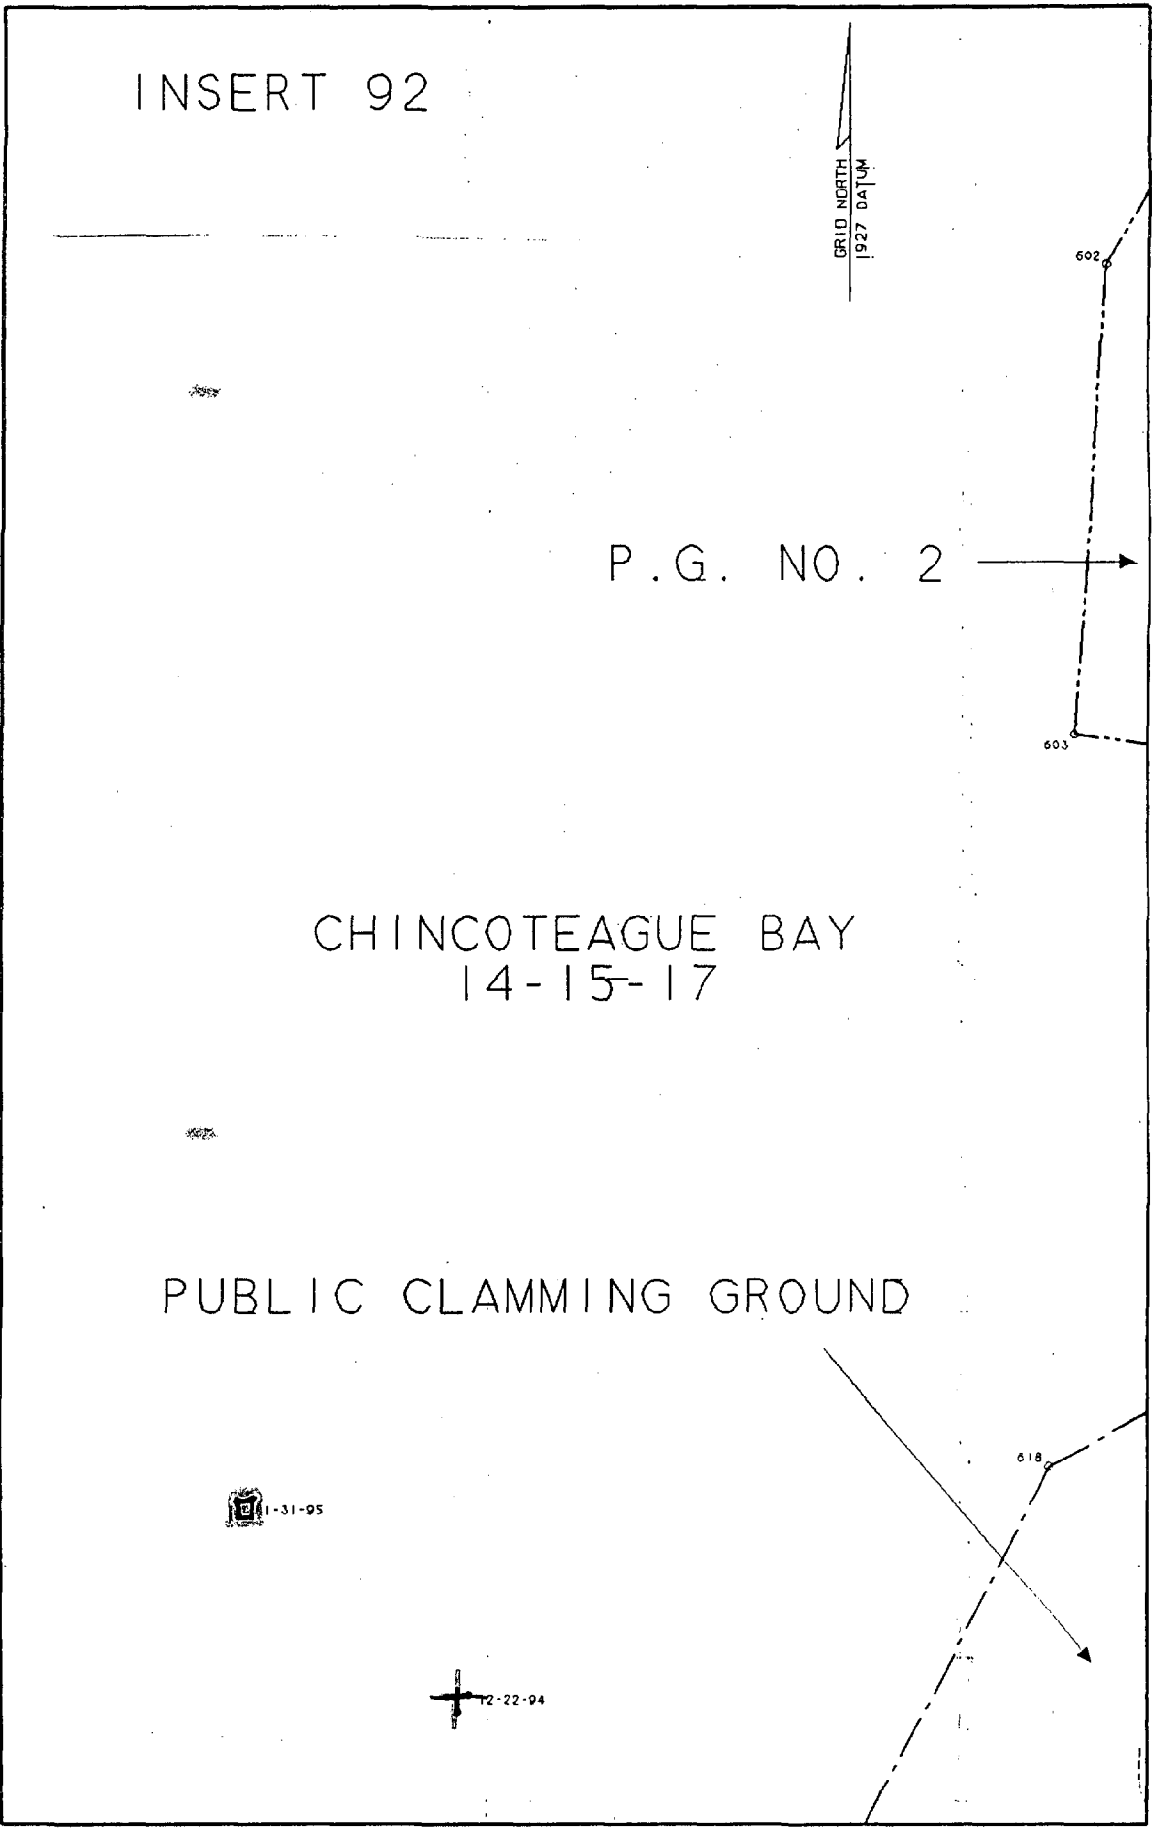 INSERT 92
GRID NORTH
1927 DATUM
602
P.G. NO. 2
603
CHINCOTEAGUE BAY
14-15-17
PUBLIC CLAMMING GROUND
618
1-31-95
12-22-94